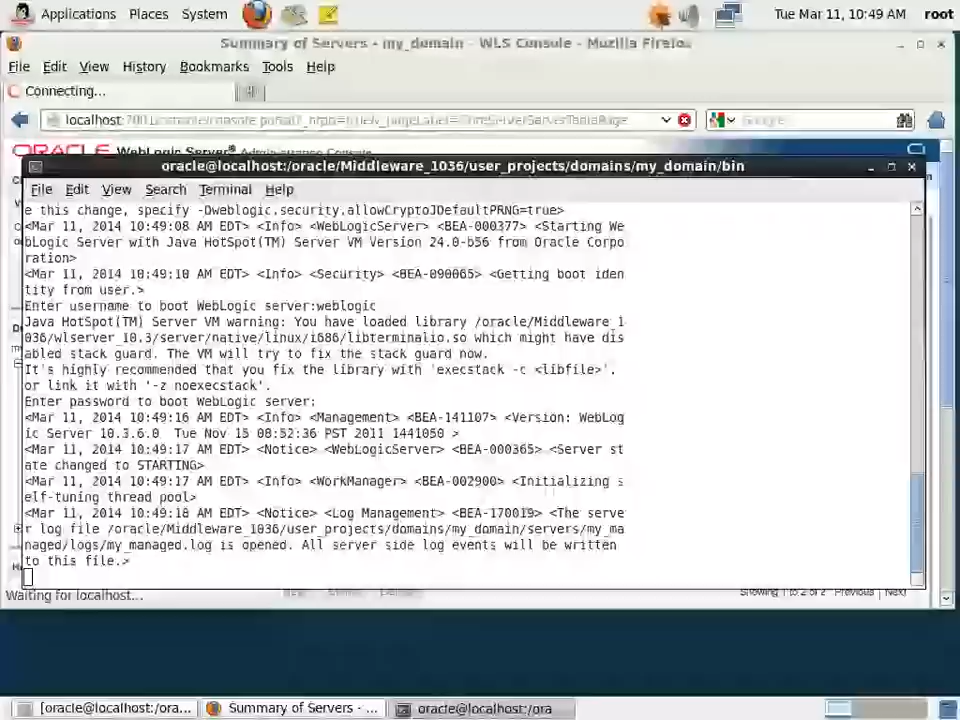 Applications Places System
Tue Mar 11, 10:49 AM root
Summary of Servers - my_domain - WLS Console - Mozilla Firefox
File Edit View History Bookmarks Tools Help
Connecting...
Google
ORACLE WebLogic Server® Administration Console
oracle@localhost:/oracle/Middleware_1036/user_projects/domains/my_domain/bin
File Edit View Search Terminal Help
e this change, specify -Dweblogic.security.allowCryptoJDefaultPRNG=true>
<Mar 11, 2014 10:49:08 AM EDT> <Info> <WebLogicServer> <BEA-000377> <Starting We
bLogic Server with Java HotSpot(TM) Server VM Version 24.0-b56 from Oracle Corpo
ration>
<Mar 11, 2014 10:49:10 AM EDT> <Info> <Security> <BEA-090065> <Getting boot iden
tity from user.>
Enter username to boot WebLogic server:weblogic
Java HotSpot(TM) Server VM warning: You have loaded library /oracle/Middleware_1
036/wlserver_10.3/server/native/linux/i686/libterminalio.so which might have dis
abled stack guard. The VM will try to fix the stack guard now.
It's highly recommended that you fix the library with 'execstack -c <libfile>',
or link it with '-z noexecstack'.
Enter password to boot WebLogic server:
<Mar 11, 2014 10:49:16 AM EDT> <Info> <Management> <BEA-141107> <Version: WebLog
ic Server 10.3.6.0  Tue Nov 15 08:52:36 PST 2011 1441050 >
<Mar 11, 2014 10:49:17 AM EDT> <Notice> <WebLogicServer> <BEA-000365> <Server st
ate changed to STARTING>
<Mar 11, 2014 10:49:17 AM EDT> <Info> <WorkManager> <BEA-002900> <Initializing s
elf-tuning thread pool>
<Mar 11, 2014 10:49:18 AM EDT> <Notice> <Log Management> <BEA-170019> <The serve
r log file /oracle/Middleware_1036/user_projects/domains/my_domain/servers/my_ma
naged/logs/my_managed.log is opened. All server side log events will be written
to this file.>
Waiting for localhost...
Showing 1 to 2 of 2 Previous | Next
[oracle@localhost:/ora...
Summary of Servers - ...
oracle@localhost:/ora